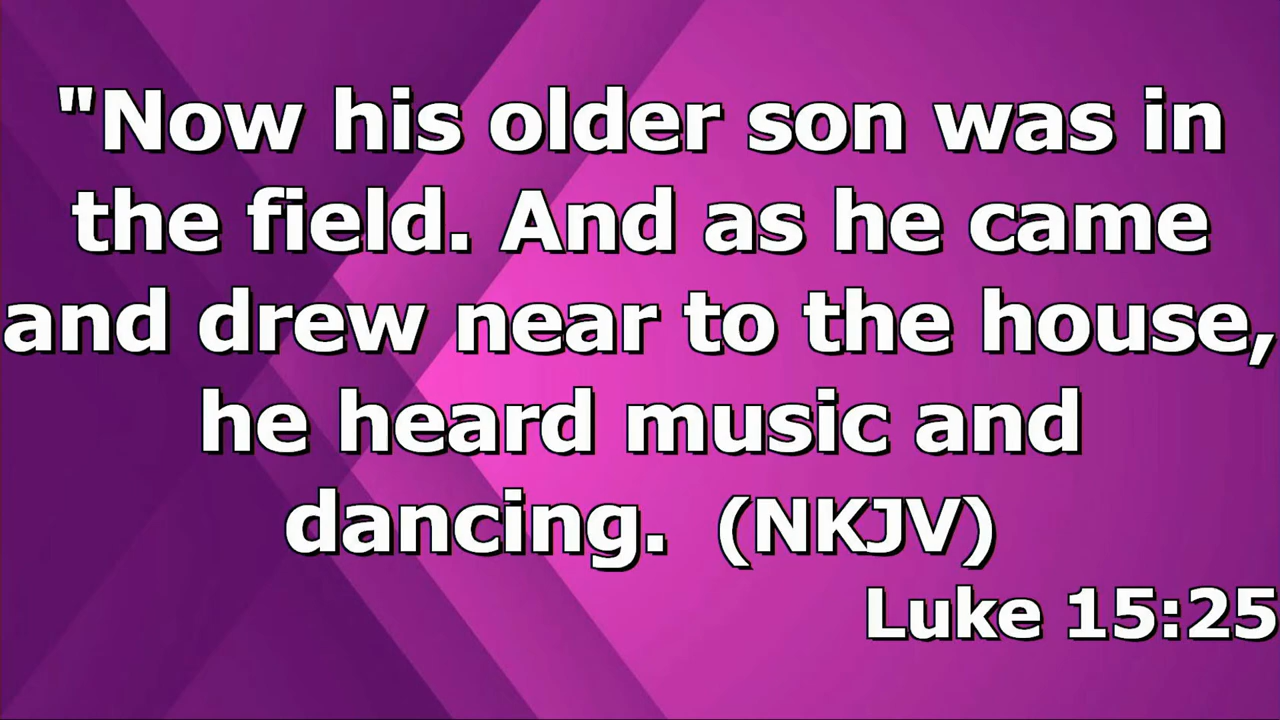 "Now his older son was in
the field. And as he came
and drew near to the house,
he heard music and
dancing.  (NKJV)
Luke 15:25